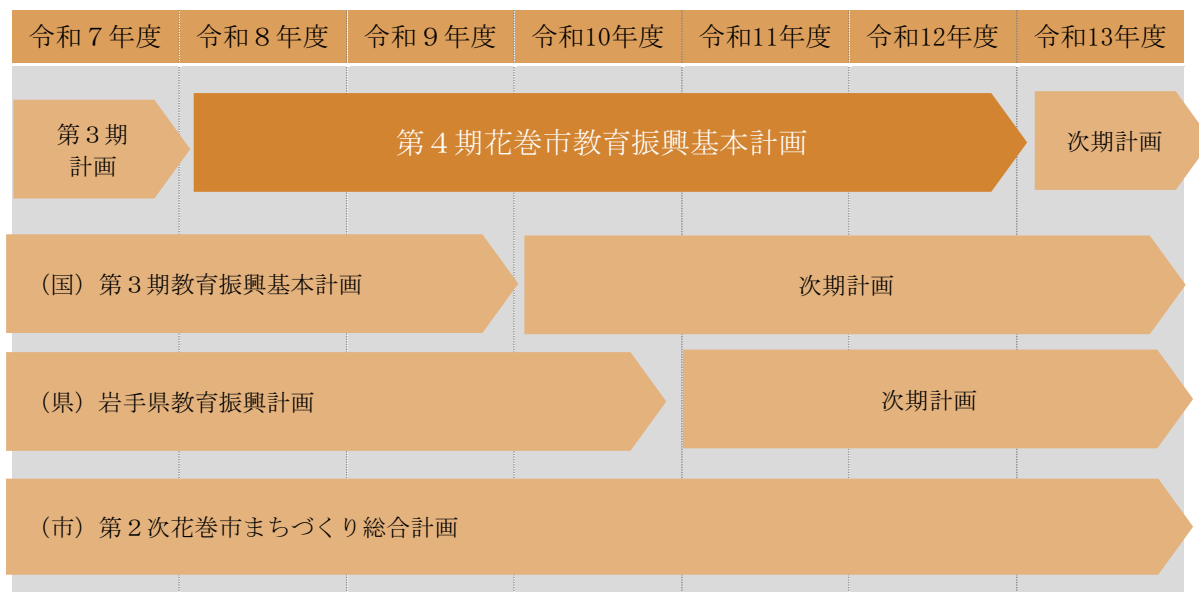 令和７年度 令和８年度 令和９年度 令和10年度 令和11年度 令和12年度 令和13年度
第３期
計画
第４期花巻市教育振興基本計画
次期計画
（国）第３期教育振興基本計画
次期計画
（県）岩手県教育振興計画
次期計画
（市）第２次花巻市まちづくり総合計画